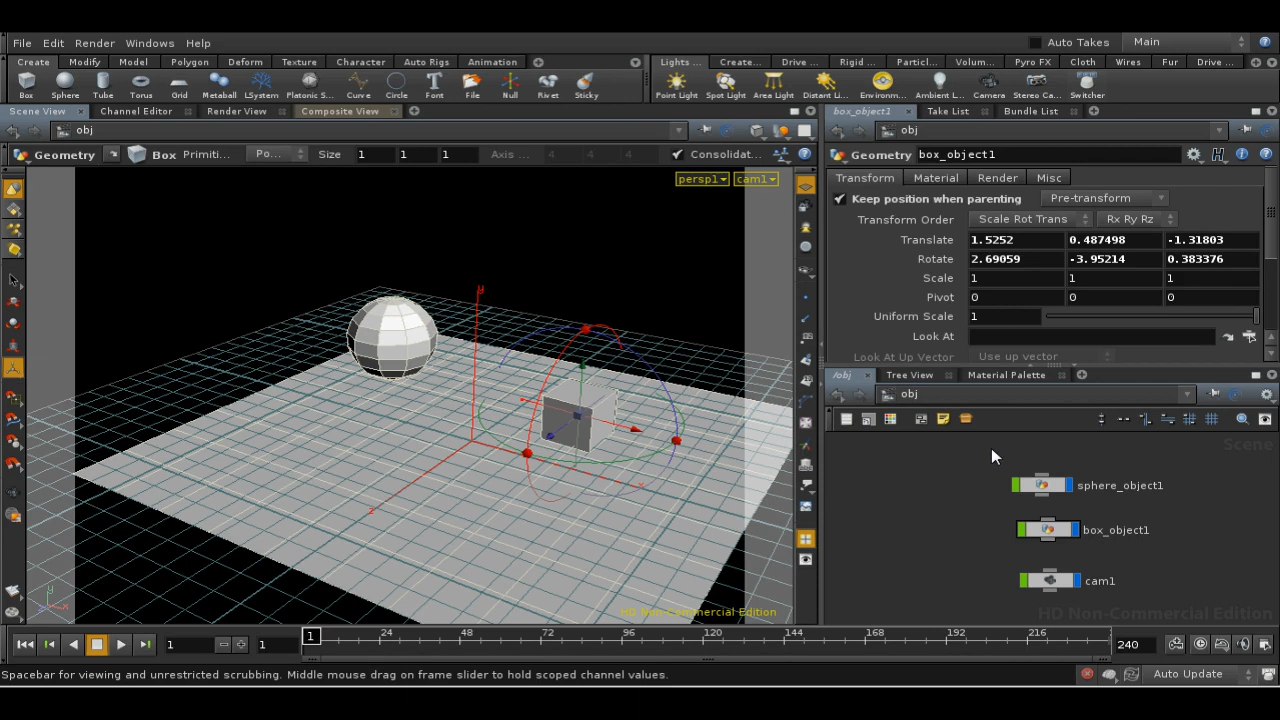 File Edit Render Windows Help Auto Takes Main
Create Modify Model Polygon Deform Texture Character Auto Rigs Animation Lights ... Create... Drive ... Rigid ... Particl... Volum... Pyro FX Cloth Wires Fur Drive ...
Box Sphere Tube Torus Grid Metaball LSystem Platonic S... Curve Circle Font File Null Rivet Sticky Point Light Spot Light Area Light Distant Li... Environm... Ambient L... Camera Stereo Ca... Switcher
Scene View Channel Editor Render View Composite View box_object1 Take List Bundle List
obj obj
Geometry Box Primiti... Po... Size 1 1 1 Axis ... 4 4 4 Consolidat... Geometry box_object1
persp1 cam1 Transform Material Render Misc
Keep position when parenting Pre-transform
Transform Order Scale Rot Trans Rx Ry Rz
Translate 1.5252 0.487498 -1.31803
Rotate 2.69059 -3.95214 0.383376
Scale 1 1 1
Pivot 0 0 0
Uniform Scale 1
Look At
Look At Up Vector Use up vector
/obj Tree View Material Palette
obj
Scene
sphere_object1
box_object1
cam1
y
x
z
y
x
z
HD Non-Commercial Edition HD Non-Commercial Edition
1 1 1 24 48 72 96 120 144 168 192 216 240
Spacebar for viewing and unrestricted scrubbing. Middle mouse drag on frame slider to hold scoped channel values. Auto Update